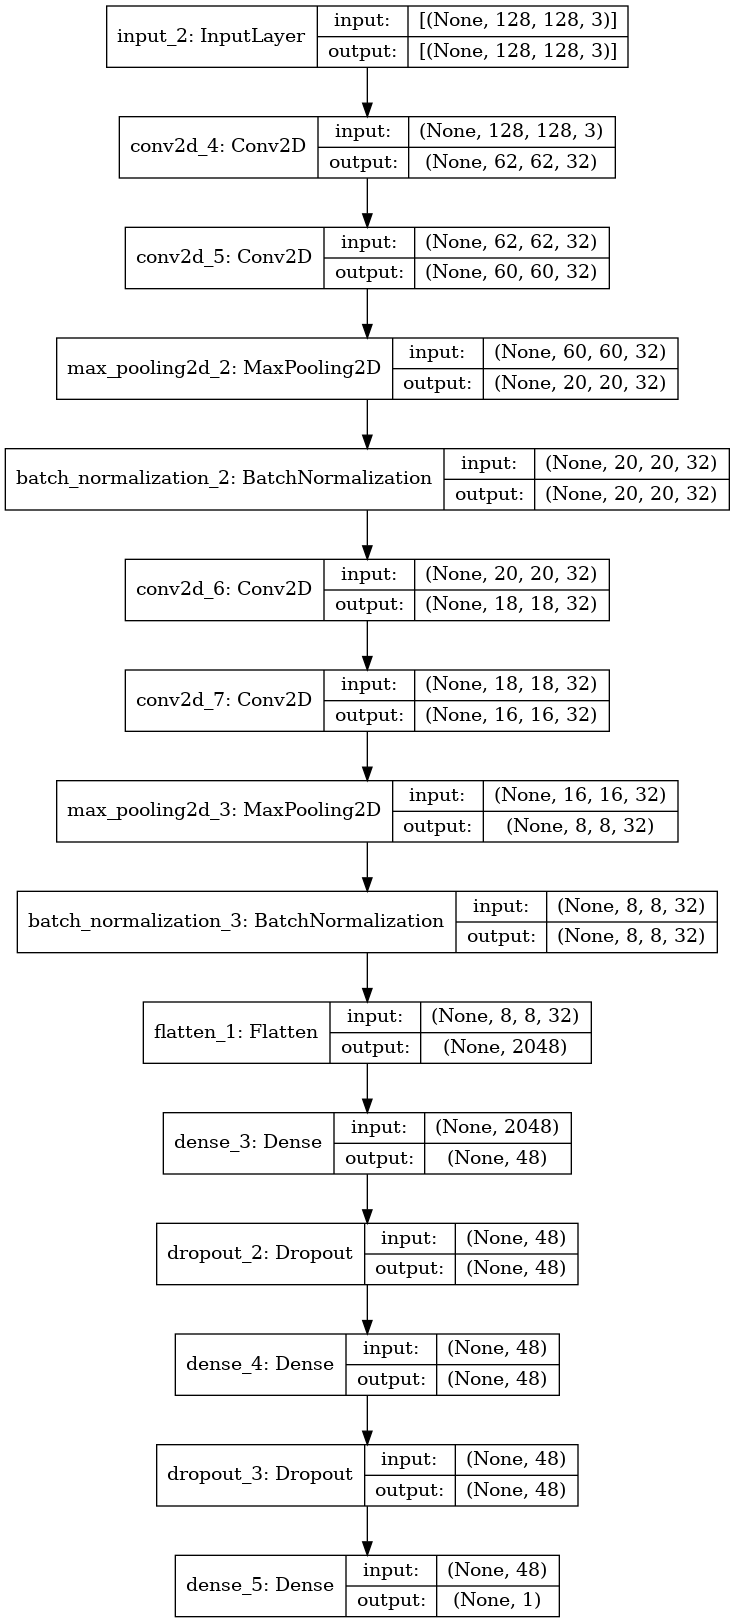 input_2: InputLayer
input: [(None, 128, 128, 3)]
output: [(None, 128, 128, 3)]
conv2d_4: Conv2D
input: (None, 128, 128, 3)
output: (None, 62, 62, 32)
conv2d_5: Conv2D
input: (None, 62, 62, 32)
output: (None, 60, 60, 32)
max_pooling2d_2: MaxPooling2D
input: (None, 60, 60, 32)
output: (None, 20, 20, 32)
batch_normalization_2: BatchNormalization
input: (None, 20, 20, 32)
output: (None, 20, 20, 32)
conv2d_6: Conv2D
input: (None, 20, 20, 32)
output: (None, 18, 18, 32)
conv2d_7: Conv2D
input: (None, 18, 18, 32)
output: (None, 16, 16, 32)
max_pooling2d_3: MaxPooling2D
input: (None, 16, 16, 32)
output: (None, 8, 8, 32)
batch_normalization_3: BatchNormalization
input: (None, 8, 8, 32)
output: (None, 8, 8, 32)
flatten_1: Flatten
input: (None, 8, 8, 32)
output: (None, 2048)
dense_3: Dense
input: (None, 2048)
output: (None, 48)
dropout_2: Dropout
input: (None, 48)
output: (None, 48)
dense_4: Dense
input: (None, 48)
output: (None, 48)
dropout_3: Dropout
input: (None, 48)
output: (None, 48)
dense_5: Dense
input: (None, 48)
output: (None, 1)